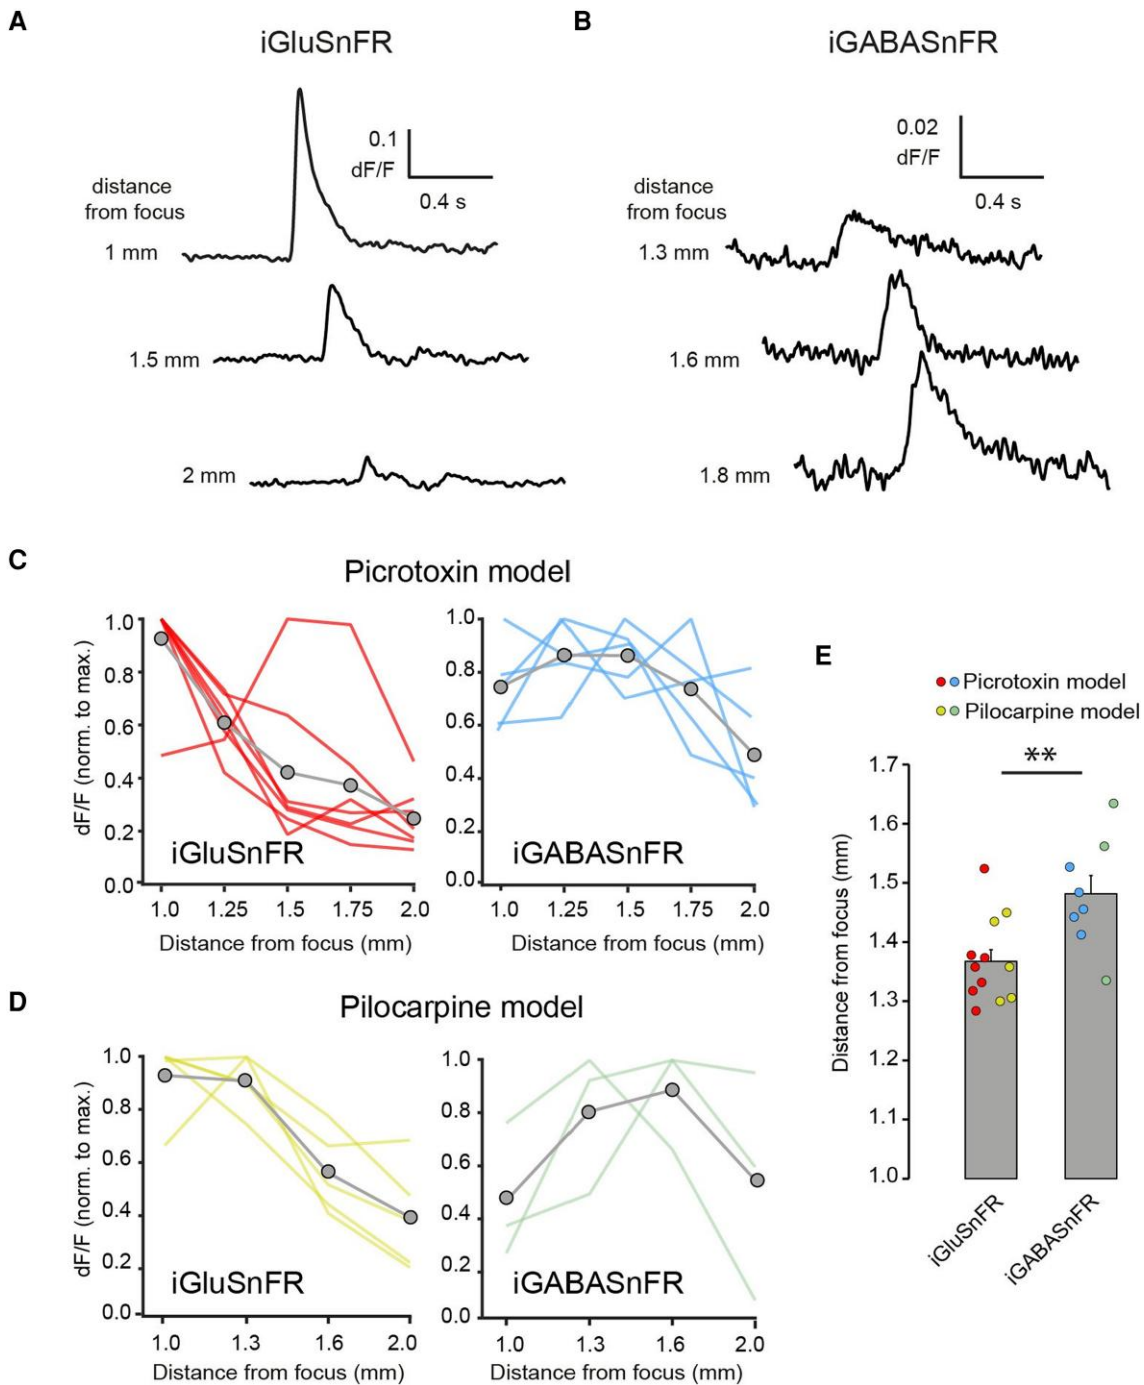 A
iGluSnFR
0.1
dF/F
0.4 s
distance
from focus
1 mm
1.5 mm
2 mm
B
iGABASnFR
0.02
dF/F
0.4 s
distance
from focus
1.3 mm
1.6 mm
1.8 mm
C
Picrotoxin model
dF/F (norm. to max.)
1.0
0.8
0.6
0.4
0.2
0.0
iGluSnFR
1.0 1.25 1.5 1.75 2.0
Distance from focus (mm)
1.0
0.8
0.6
0.4
0.2
0.0
iGABASnFR
1.0 1.25 1.5 1.75 2.0
Distance from focus (mm)
D
Pilocarpine model
dF/F (norm. to max.)
1.0
0.8
0.6
0.4
0.2
0.0
iGluSnFR
1.0 1.3 1.6 2.0
Distance from focus (mm)
1.0
0.8
0.6
0.4
0.2
0.0
iGABASnFR
1.0 1.3 1.6 2.0
Distance from focus (mm)
E
Picrotoxin model
Pilocarpine model
**
Distance from focus (mm)
1.7
1.6
1.5
1.4
1.3
1.2
1.1
1.0
iGluSnFR
iGABASnFR